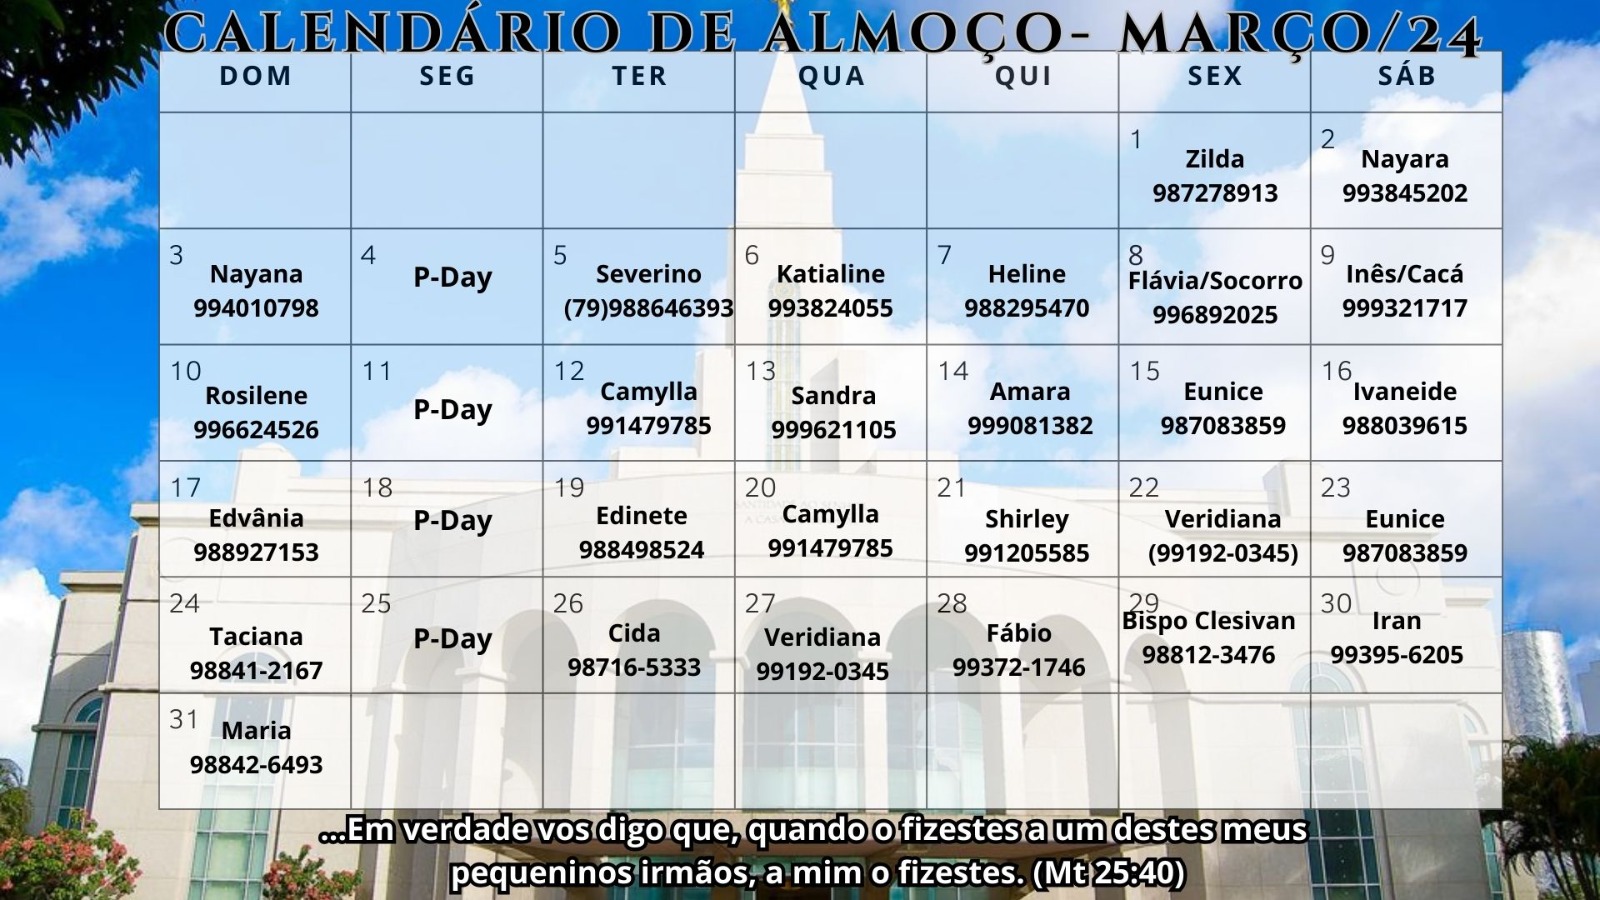 CALENDÁRIO DE ALMOÇO- MARÇO/24
DOM SEG TER QUA QUI SEX SÁB
1 2
Zilda Nayara
987278913 993845202
3 4 5 6 7 8 9
Nayana P-Day Severino Katialine Heline Flávia/Socorro Inês/Cacá
994010798 (79)988646393 993824055 988295470 996892025 999321717
10 11 12 13 14 15 16
Rosilene P-Day Camylla Sandra Amara Eunice Ivaneide
996624526 991479785 999621105 999081382 987083859 988039615
17 18 19 20 21 22 23
Edvânia P-Day Edinete Camylla Shirley Veridiana Eunice
988927153 988498524 991479785 991205585 (99192-0345) 987083859
24 25 26 27 28 29 30
Taciana P-Day Cida Veridiana Fábio Bispo Clesivan Iran
98841-2167 98716-5333 99192-0345 99372-1746 98812-3476 99395-6205
31
Maria
98842-6493
...Em verdade vos digo que, quando o fizestes a um destes meus
pequeninos irmãos, a mim o fizestes. (Mt 25:40)